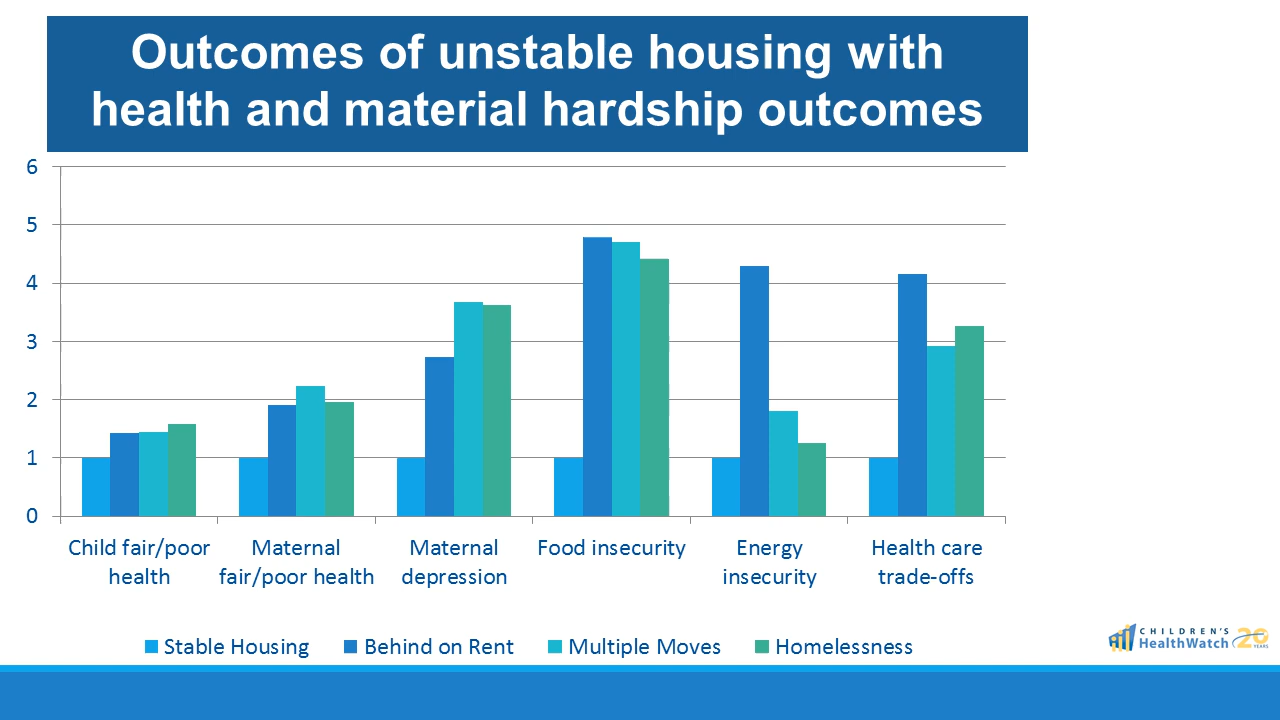 Outcomes of unstable housing with
health and material hardship outcomes
6
5
4
3
2
1
0
Child fair/poor
health
Maternal
fair/poor health
Maternal
depression
Food insecurity
Energy
insecurity
Health care
trade-offs
Stable Housing
Behind on Rent
Multiple Moves
Homelessness
CHILDREN'S
HealthWatch
20
YEARS